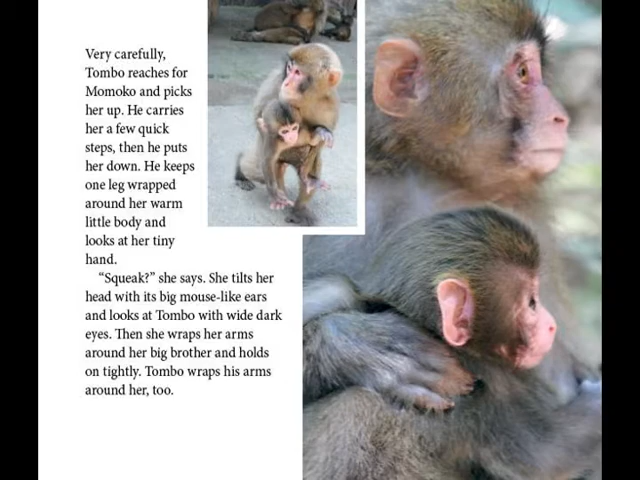 Very carefully,
Tombo reaches for
Momoko and picks
her up. He carries
her a few quick
steps, then he puts
her down. He keeps
one leg wrapped
around her warm
little body and
looks at her tiny
hand.
“Squeak?” she says. She tilts her
head with its big mouse-like ears
and looks at Tombo with wide dark
eyes. Then she wraps her arms
around her big brother and holds
on tightly. Tombo wraps his arms
around her, too.